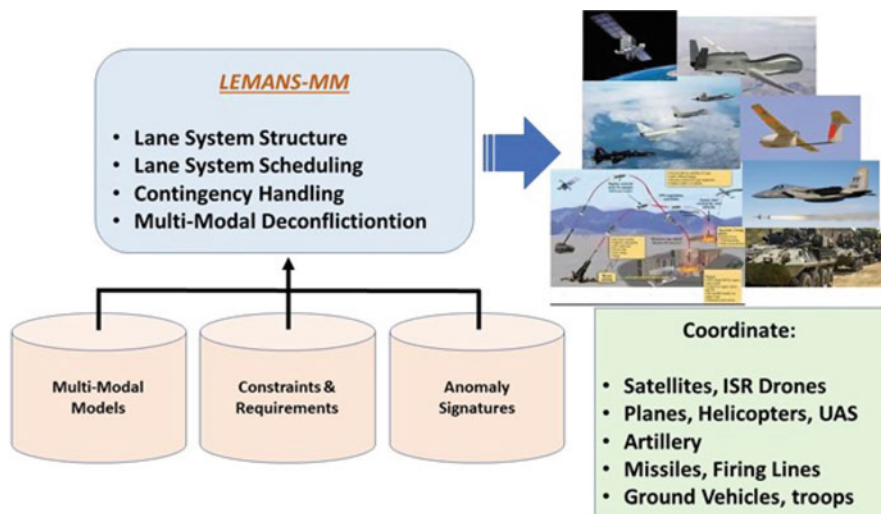 LEMANS-MM
• Lane System Structure
• Lane System Scheduling
• Contingency Handling
• Multi-Modal Deconflictiontion
Multi-Modal
Models
Constraints &
Requirements
Anomaly
Signatures
Coordinate:
• Satellites, ISR Drones
• Planes, Helicopters, UAS
• Artillery
• Missiles, Firing Lines
• Ground Vehicles, troops